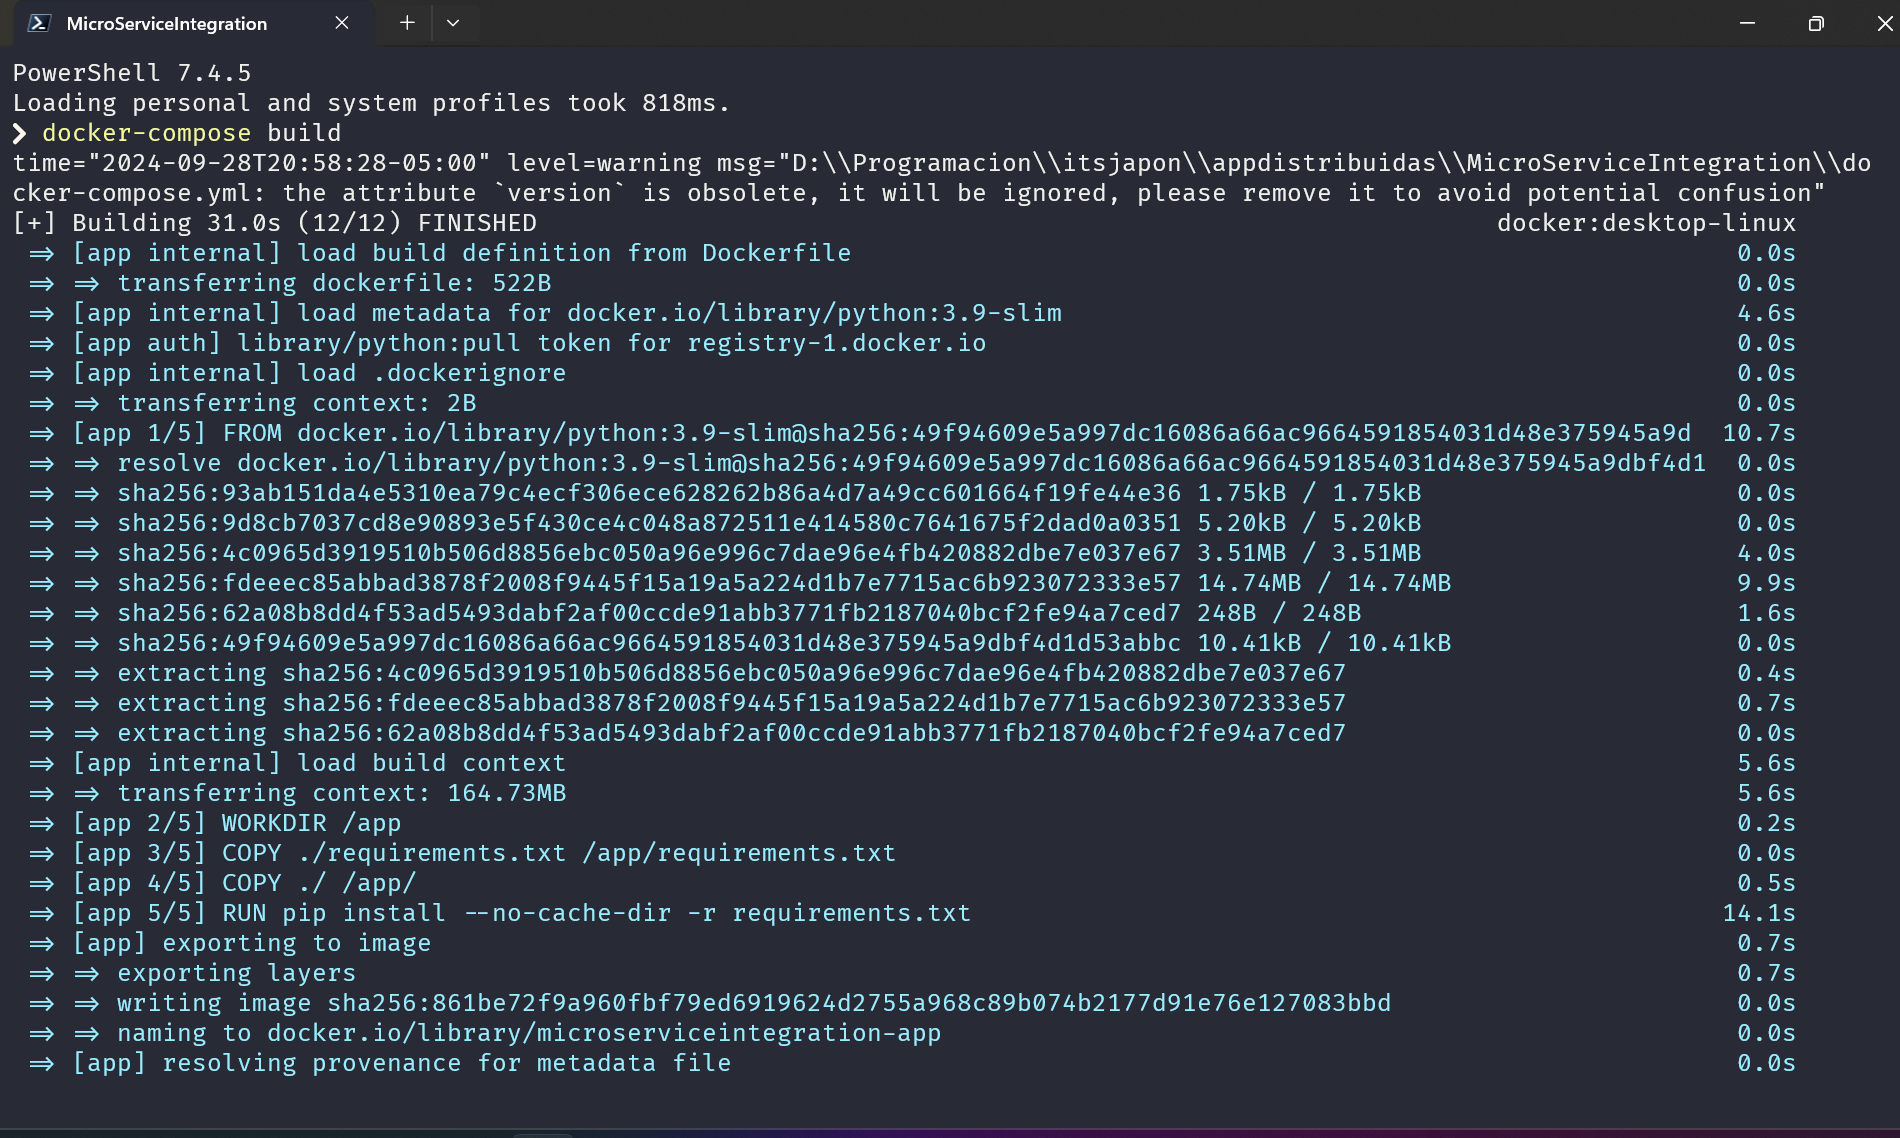 MicroServiceIntegration
PowerShell 7.4.5
Loading personal and system profiles took 818ms.
❯ docker-compose build
time="2024-09-28T20:58:28-05:00" level=warning msg="D:\\Programacion\\itsjapon\\appdistribuidas\\MicroServiceIntegration\\do
cker-compose.yml: the attribute `version` is obsolete, it will be ignored, please remove it to avoid potential confusion"
[+] Building 31.0s (12/12) FINISHED docker:desktop-linux
=> [app internal] load build definition from Dockerfile 0.0s
=> => transferring dockerfile: 522B 0.0s
=> [app internal] load metadata for docker.io/library/python:3.9-slim 4.6s
=> [app auth] library/python:pull token for registry-1.docker.io 0.0s
=> [app internal] load .dockerignore 0.0s
=> => transferring context: 2B 0.0s
=> [app 1/5] FROM docker.io/library/python:3.9-slim@sha256:49f94609e5a997dc16086a66ac9664591854031d48e375945a9d 10.7s
=> => resolve docker.io/library/python:3.9-slim@sha256:49f94609e5a997dc16086a66ac9664591854031d48e375945a9dbf4d1 0.0s
=> => sha256:93ab151da4e5310ea79c4ecf306ece628262b86a4d7a49cc601664f19fe44e36 1.75kB / 1.75kB 0.0s
=> => sha256:9d8cb7037cd8e90893e5f430ce4c048a872511e414580c7641675f2dad0a0351 5.20kB / 5.20kB 0.0s
=> => sha256:4c0965d3919510b506d8856ebc050a96e996c7dae96e4fb420882dbe7e037e67 3.51MB / 3.51MB 4.0s
=> => sha256:fdeeec85abbad3878f2008f9445f15a19a5a224d1b7e7715ac6b923072333e57 14.74MB / 14.74MB 9.9s
=> => sha256:62a08b8dd4f53ad5493dabf2af00ccde91abb3771fb2187040bcf2fe94a7ced7 248B / 248B 1.6s
=> => sha256:49f94609e5a997dc16086a66ac9664591854031d48e375945a9dbf4d1d53abbc 10.41kB / 10.41kB 0.0s
=> => extracting sha256:4c0965d3919510b506d8856ebc050a96e996c7dae96e4fb420882dbe7e037e67 0.4s
=> => extracting sha256:fdeeec85abbad3878f2008f9445f15a19a5a224d1b7e7715ac6b923072333e57 0.7s
=> => extracting sha256:62a08b8dd4f53ad5493dabf2af00ccde91abb3771fb2187040bcf2fe94a7ced7 0.0s
=> [app internal] load build context 5.6s
=> => transferring context: 164.73MB 5.6s
=> [app 2/5] WORKDIR /app 0.2s
=> [app 3/5] COPY ./requirements.txt /app/requirements.txt 0.0s
=> [app 4/5] COPY ./ /app/ 0.5s
=> [app 5/5] RUN pip install --no-cache-dir -r requirements.txt 14.1s
=> [app] exporting to image 0.7s
=> => exporting layers 0.7s
=> => writing image sha256:861be72f9a960fbf79ed6919624d2755a968c89b074b2177d91e76e127083bbd 0.0s
=> => naming to docker.io/library/microserviceintegration-app 0.0s
=> [app] resolving provenance for metadata file 0.0s